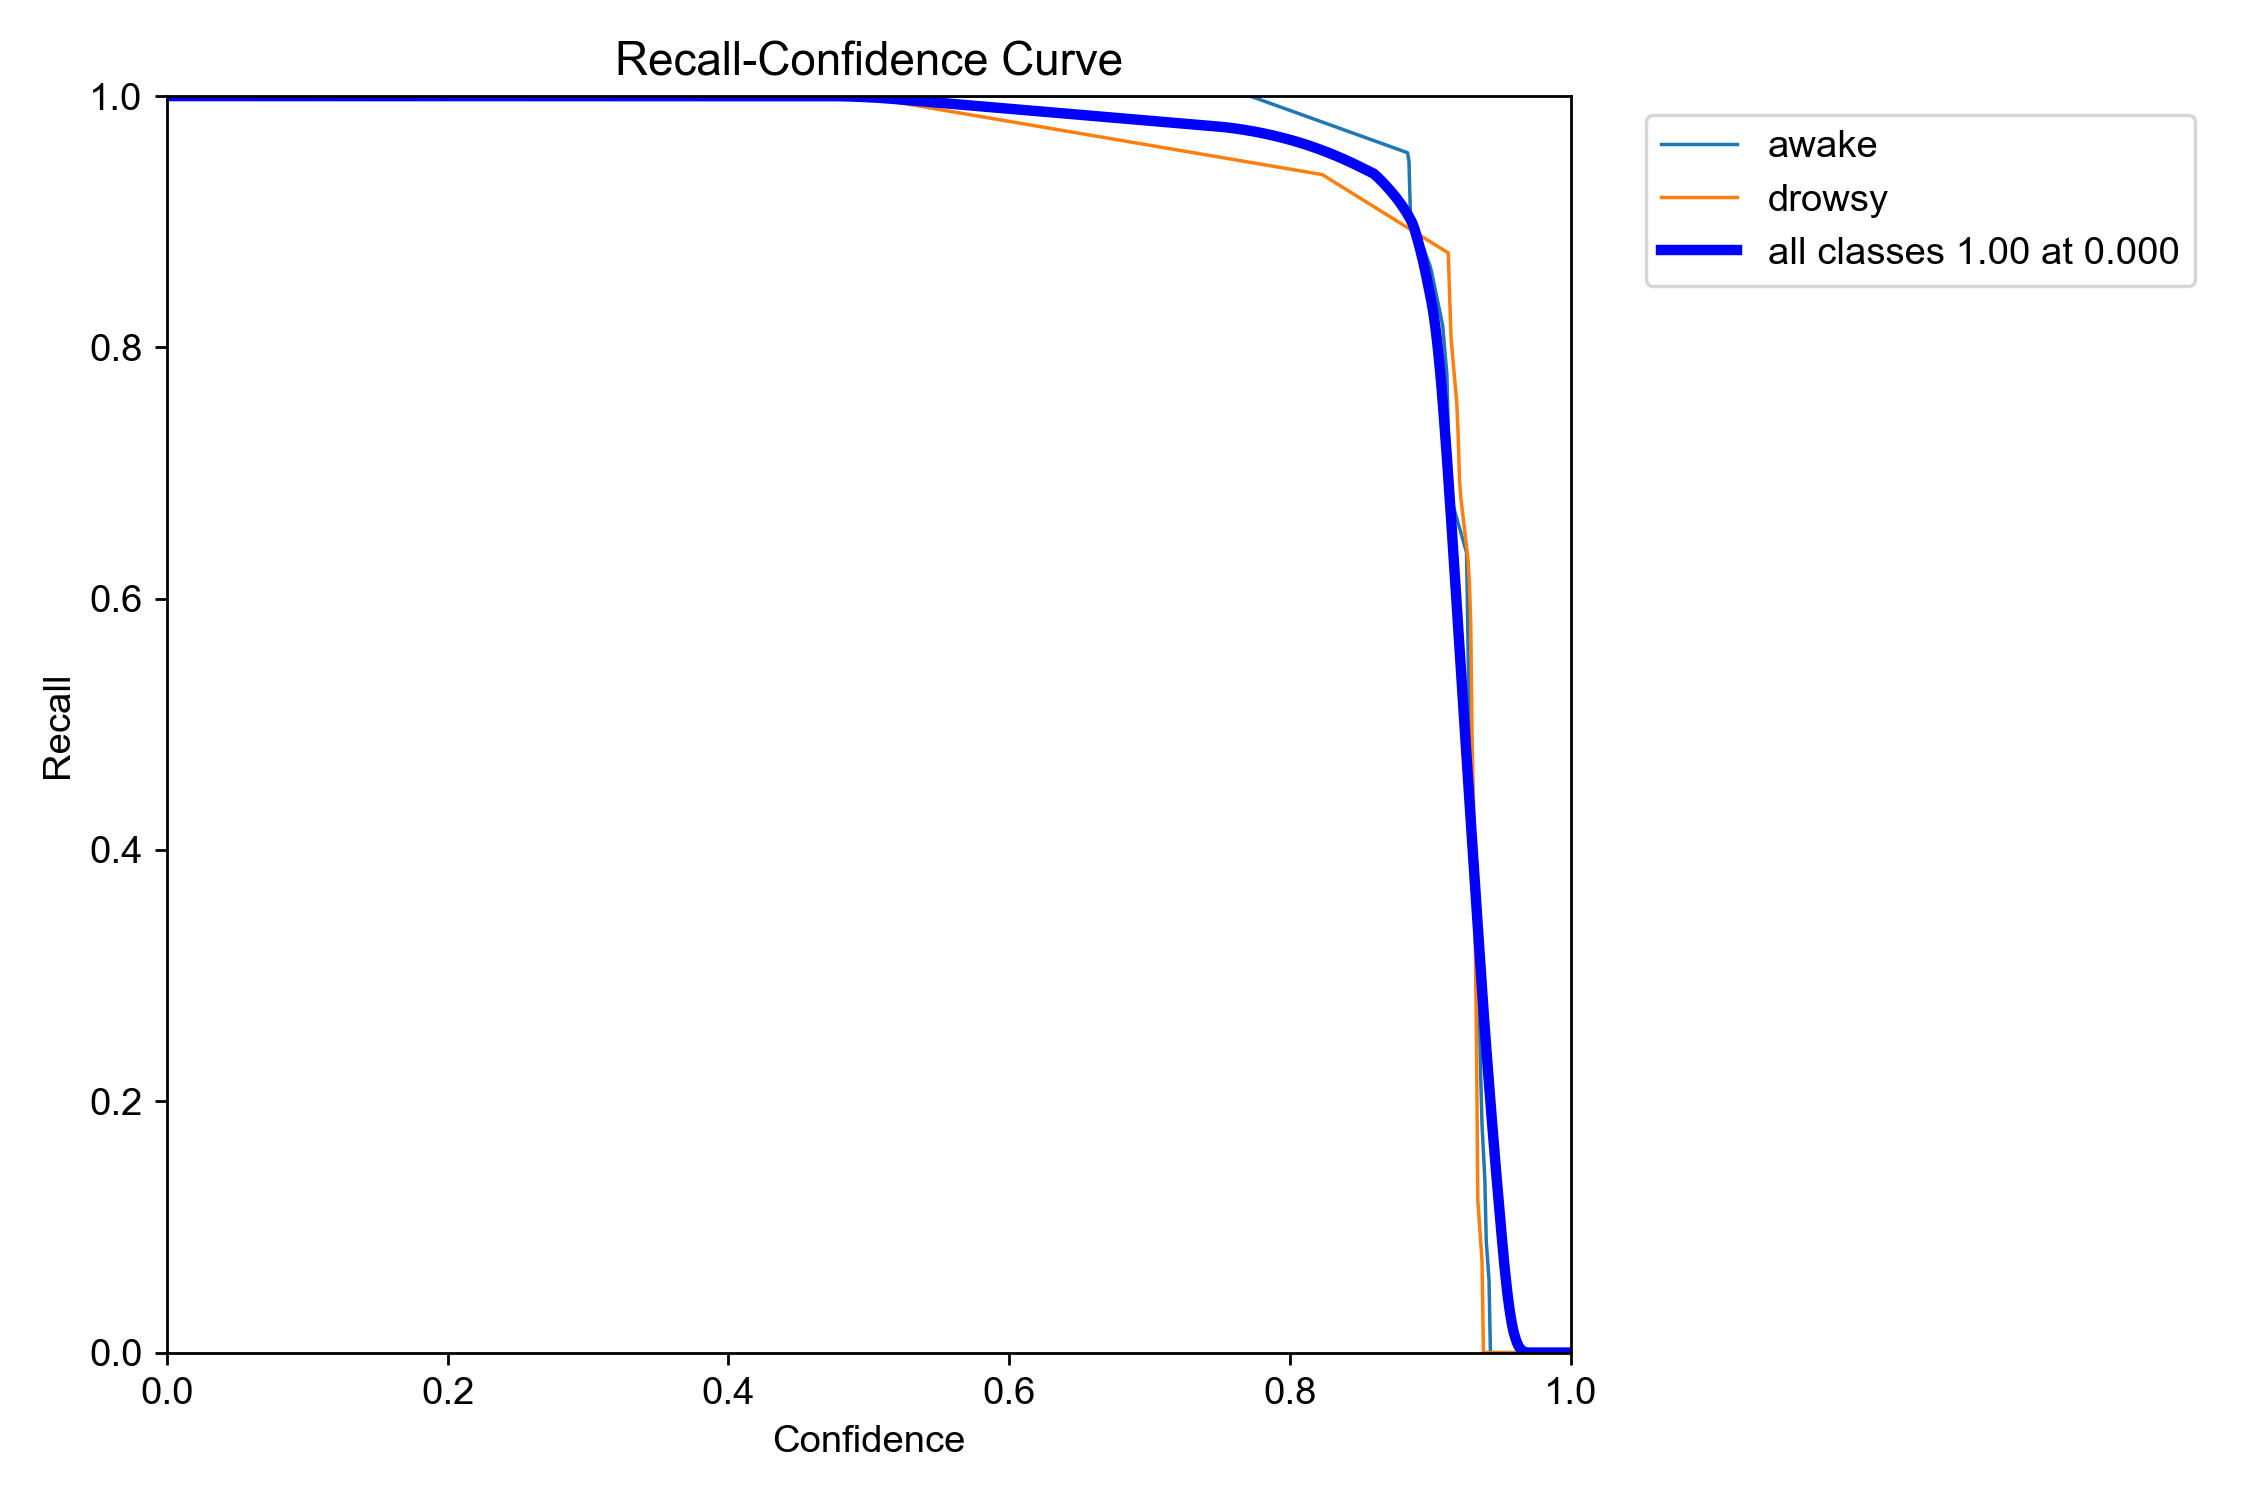 Recall-Confidence Curve
1.0
0.8
0.6
0.4
0.2
0.0
Recall
0.0 0.2 0.4 0.6 0.8 1.0
Confidence
awake
drowsy
all classes 1.00 at 0.000